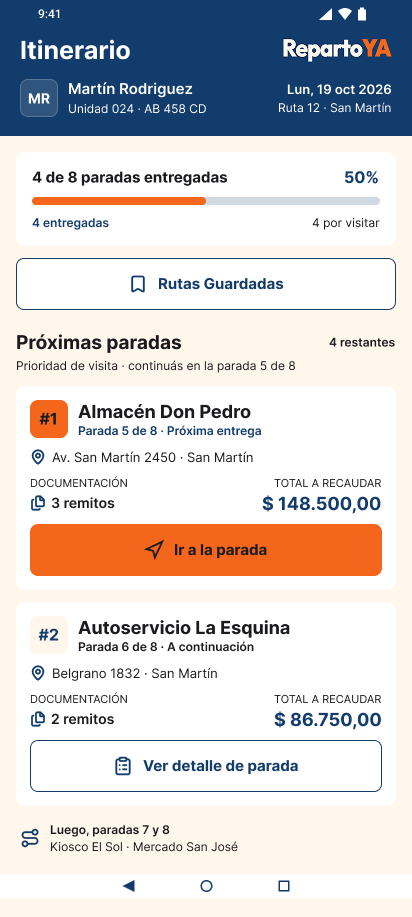 9:41
Itinerario
RepartoYA
MR
Martín Rodriguez
Unidad 024 · AB 458 CD
Lun, 19 oct 2026
Ruta 12 · San Martín
4 de 8 paradas entregadas
50%
4 entregadas
4 por visitar
Rutas Guardadas
Próximas paradas
4 restantes
Prioridad de visita · continuás en la parada 5 de 8
#1
Almacén Don Pedro
Parada 5 de 8 · Próxima entrega
Av. San Martín 2450 · San Martín
DOCUMENTACIÓN
TOTAL A RECAUDAR
3 remitos
$ 148.500,00
Ir a la parada
#2
Autoservicio La Esquina
Parada 6 de 8 · A continuación
Belgrano 1832 · San Martín
DOCUMENTACIÓN
TOTAL A RECAUDAR
2 remitos
$ 86.750,00
Ver detalle de parada
Luego, paradas 7 y 8
Kiosco El Sol · Mercado San José